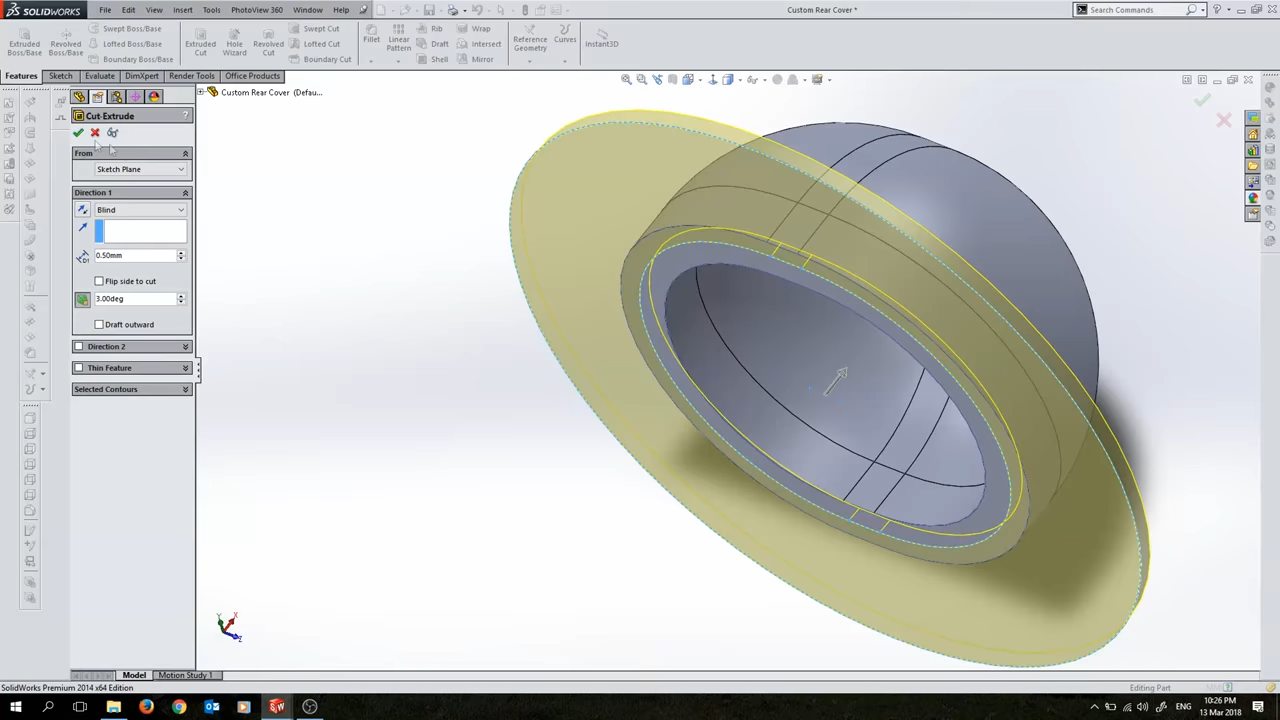 SOLIDWORKS
File Edit View Insert Tools PhotoView 360 Window Help
Custom Rear Cover *
Search Commands
Extruded Boss/Base
Revolved Boss/Base
Swept Boss/Base
Lofted Boss/Base
Boundary Boss/Base
Extruded Cut
Hole Wizard
Revolved Cut
Swept Cut
Lofted Cut
Boundary Cut
Fillet
Linear Pattern
Rib
Draft
Shell
Wrap
Intersect
Mirror
Reference Geometry
Curves
Instant3D
Features Sketch Evaluate DimXpert Render Tools Office Products
Custom Rear Cover (Defau...
Cut-Extrude
?
From
Sketch Plane
Direction 1
Blind
0.50mm
Flip side to cut
3.00deg
Draft outward
Direction 2
Thin Feature
Selected Contours
Y
X
Z
Model Motion Study 1
SolidWorks Premium 2014 x64 Edition
Editing Part
ENG
10:26 PM
13 Mar 2018